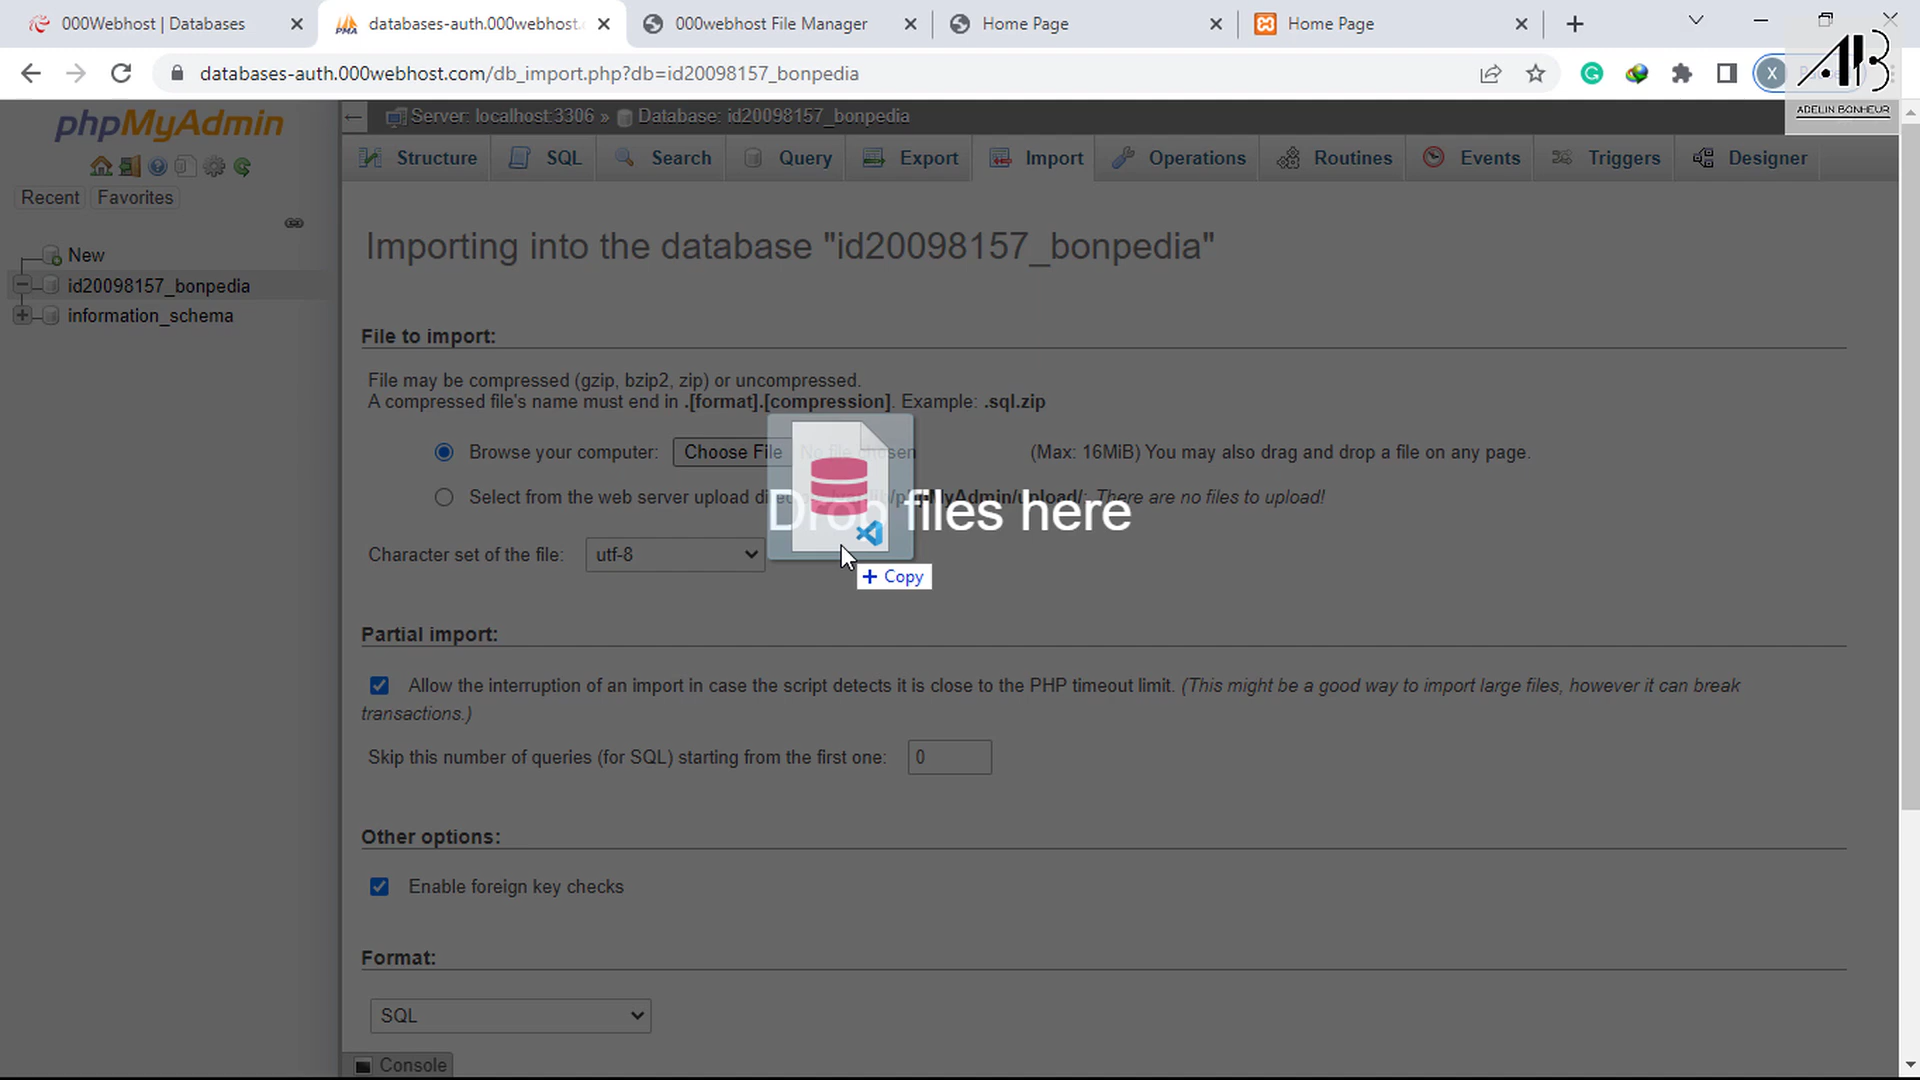 000Webhost | Databases
databases-auth.000webhost.
000webhost File Manager
Home Page
Home Page
databases-auth.000webhost.com/db_import.php?db=id20098157_bonpedia
X
ADELIN BONHEUR
phpMyAdmin
Server: localhost:3306 » Database: id20098157_bonpedia
Structure
SQL
Search
Query
Export
Import
Operations
Routines
Events
Triggers
Designer
Recent
Favorites
New
id20098157_bonpedia
information_schema
Importing into the database "id20098157_bonpedia"
File to import:
File may be compressed (gzip, bzip2, zip) or uncompressed.
A compressed file's name must end in .[format].[compression]. Example: .sql.zip
Browse your computer: Choose File No file chosen (Max: 16MiB) You may also drag and drop a file on any page.
Select from the web server upload /phpMyAdmin/upload/: There are no files to upload!
Drop files here
Character set of the file: utf-8
+ Copy
Partial import:
Allow the interruption of an import in case the script detects it is close to the PHP timeout limit. (This might be a good way to import large files, however it can break
transactions.)
Skip this number of queries (for SQL) starting from the first one: 0
Other options:
Enable foreign key checks
Format:
SQL
Console